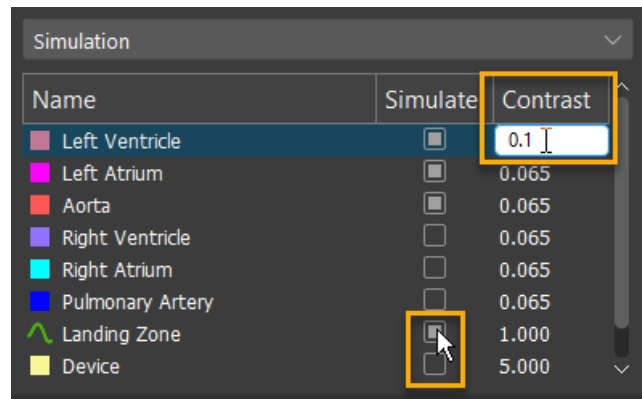 Simulation
Name Simulate Contrast
Left Ventricle 0.1
Left Atrium 0.065
Aorta 0.065
Right Ventricle 0.065
Right Atrium 0.065
Pulmonary Artery 0.065
Landing Zone 1.000
Device 5.000